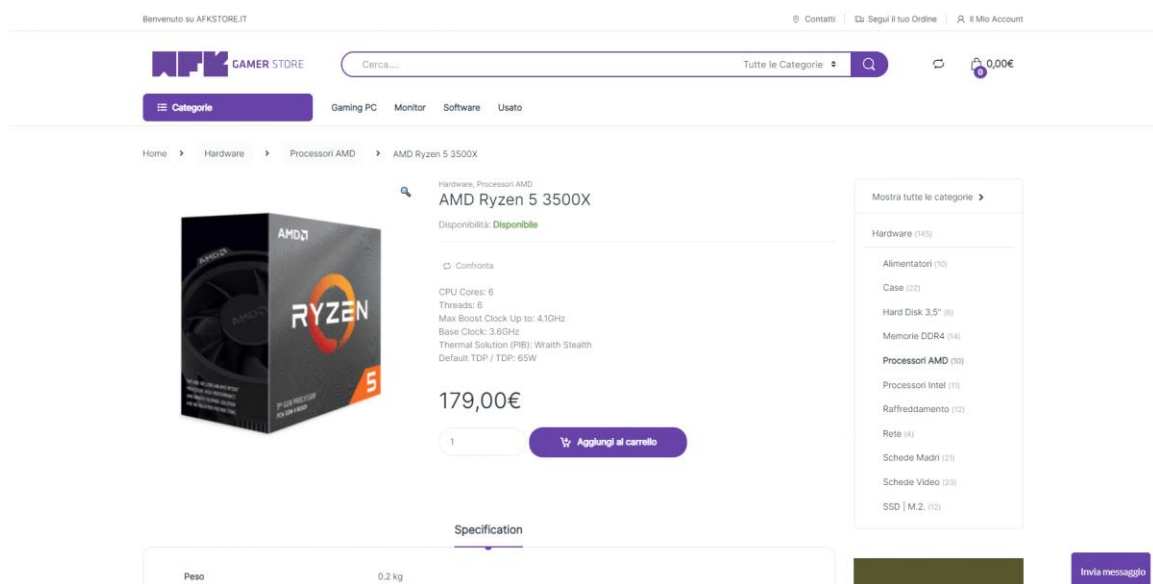 Benvenuto su AFKSTORE.IT
Contatti
Segui il tuo Ordine
Il Mio Account
AFK GAMER STORE
Cerca....
Tutte le Categorie
0
0,00€
Categorie
Gaming PC
Monitor
Software
Usato
Home > Hardware > Processori AMD > AMD Ryzen 5 3500X
AMD
AMD
RYZEN
5
3rd GEN PROCESSOR
Hardware, Processori AMD
AMD Ryzen 5 3500X
Disponibilità: Disponibile
Confronta
CPU Cores: 6
Threads: 6
Max Boost Clock Up to: 4.1GHz
Base Clock: 3.6GHz
Thermal Solution (PIB): Wraith Stealth
Default TDP / TDP: 65W
179,00€
1
Aggiungi al carrello
Mostra tutte le categorie >
Hardware (145)
Alimentatori (10)
Case (22)
Hard Disk 3,5" (6)
Memorie DDR4 (14)
Processori AMD (10)
Processori Intel (11)
Raffreddamento (12)
Rete (4)
Schede Madri (21)
Schede Video (23)
SSD | M.2. (12)
Specification
Peso
0.2 kg
Invia messaggio